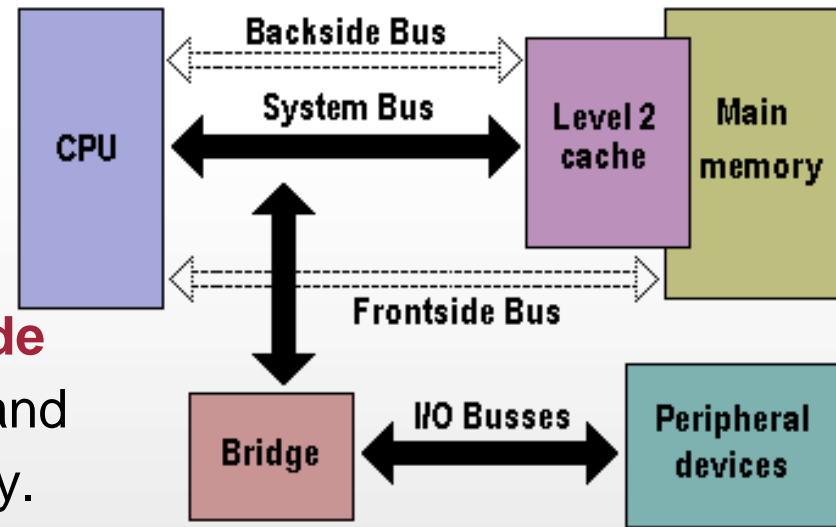 Backside Bus
System Bus
CPU
Level 2
cache
Main
memory
Frontside Bus
de
and
y.
Bridge
I/O Busses
Peripheral
devices